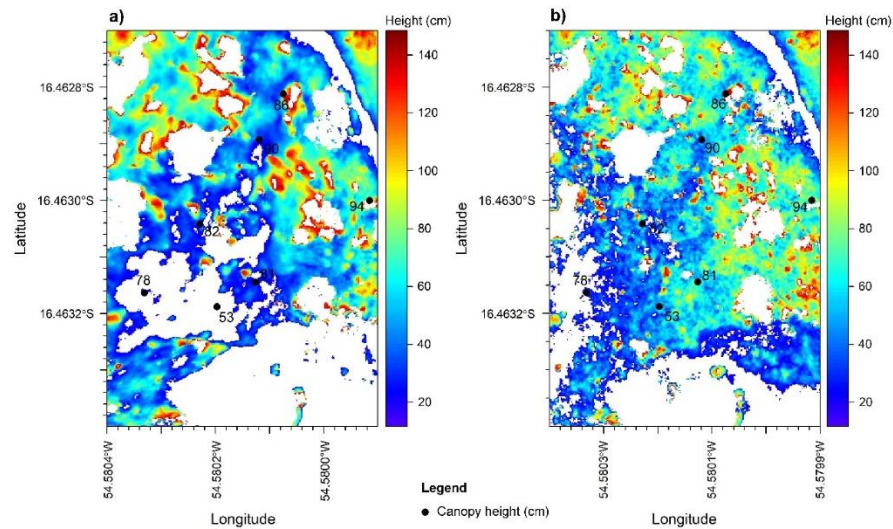 a)
Height (cm)
140
120
100
80
60
40
20
16.4628°S
16.4630°S
16.4632°S
Latitude
86
90
94
82
81
78
53
54.5804°W
54.5802°W
54.5800°W
Longitude
b)
Height (cm)
140
120
100
80
60
40
20
16.4628°S
16.4630°S
16.4632°S
Latitude
86
90
94
82
81
78
53
54.5803°W
54.5801°W
54.5799°W
Longitude
Legend
Canopy height (cm)